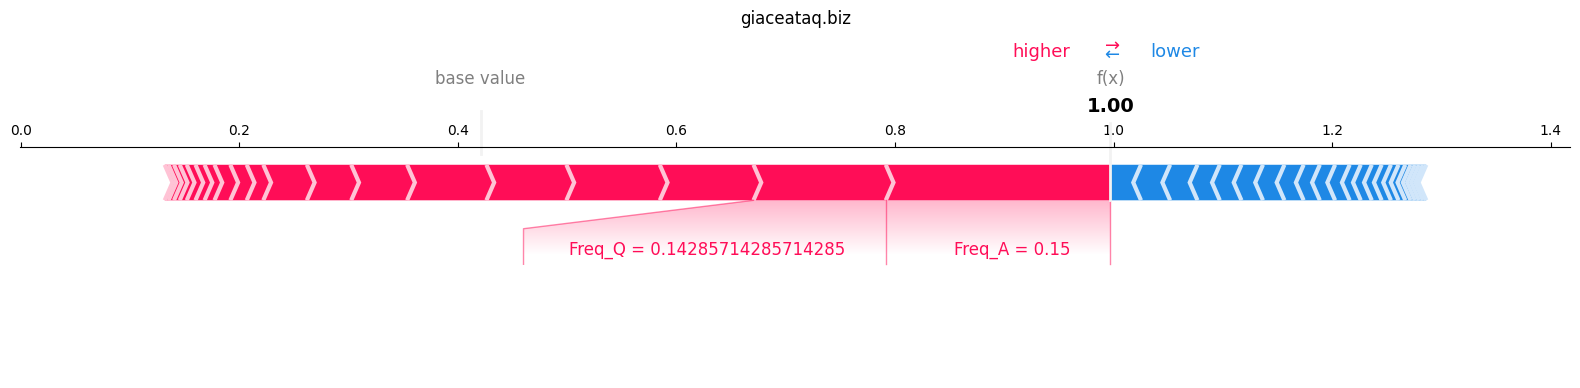 giaceataq.biz
higher → ← lower
base value f(x)
1.00
0.0 0.2 0.4 0.6 0.8 1.0 1.2 1.4
Freq_Q = 0.14285714285714285 Freq_A = 0.15